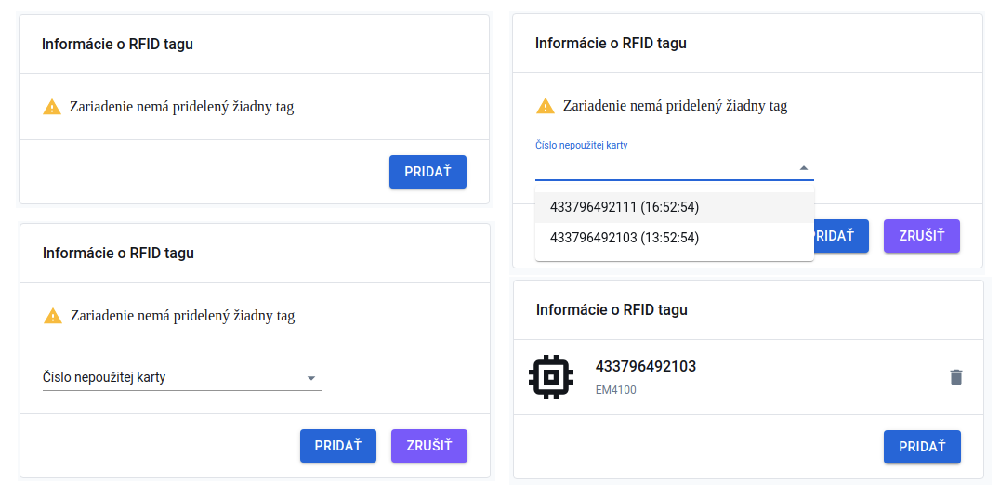 Informácie o RFID tagu
Zariadenie nemá pridelený žiadny tag
PRIDAŤ
Informácie o RFID tagu
Zariadenie nemá pridelený žiadny tag
Číslo nepoužitej karty
PRIDAŤ ZRUŠIŤ
Informácie o RFID tagu
Zariadenie nemá pridelený žiadny tag
Číslo nepoužitej karty
433796492111 (16:52:54)
433796492103 (13:52:54)
RIDAŤ ZRUŠIŤ
Informácie o RFID tagu
433796492103
EM4100
PRIDAŤ